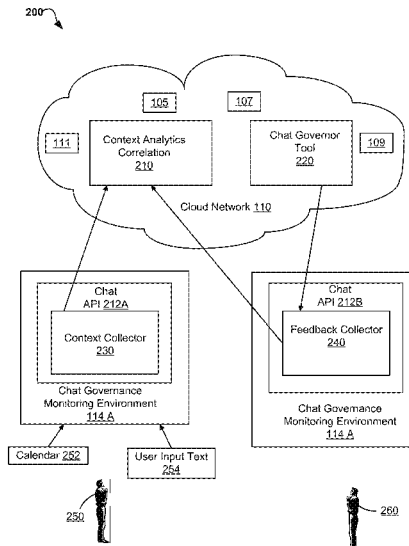 200
105
107
111
Context Analytics
Correlation
210
Chat Governor
Tool
220
109
Cloud Network 110
Chat
API 212A
Context Collector
230
Chat Governance
Monitoring Environment
114 A
Chat
API 212B
Feedback Collector
240
Chat Governance
Monitoring Environment
114 A
Calendar 252
User Input Text
254
250
260